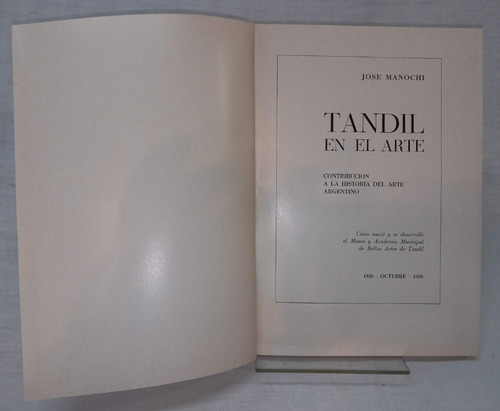 JOSE MANOCHI
TANDIL
EN EL ARTE
CONTRIBUCION
A LA HISTORIA DEL ARTE
ARGENTINO
Cómo nació y se desarrolló
el Museo y Academia Municipal
de Bellas Artes de Tandil
1920 - OCTUBRE - 1970